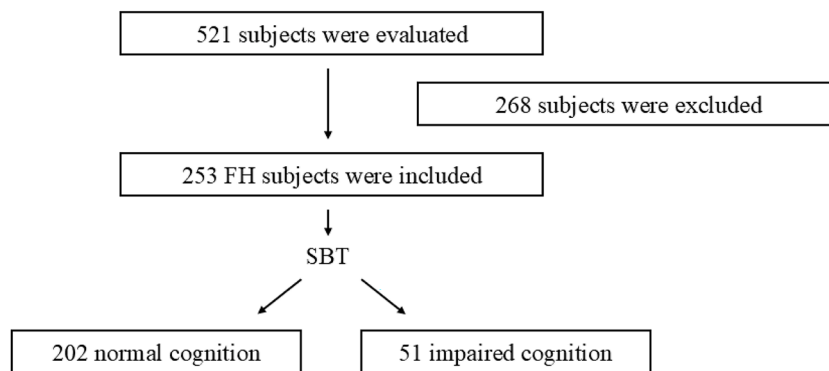 521 subjects were evaluated
268 subjects were excluded
253 FH subjects were included
SBT
202 normal cognition
51 impaired cognition